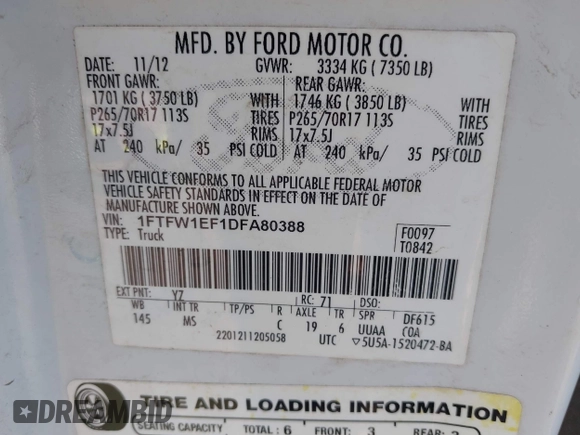 MFD. BY FORD MOTOR CO.
DATE: 11/12 GVWR: 3334 KG ( 7350 LB)
FRONT GAWR: REAR GAWR:
1701 KG ( 3750 LB) WITH 1746 KG ( 3850 LB) WITH
P265/70R17 113S TIRES P265/70R17 113S TIRES
17x7.5J RIMS 17x7.5J RIMS
AT 240 kPa/ 35 PSI COLD AT 240 kPa/ 35 PSI COLD
THIS VEHICLE CONFORMS TO ALL APPLICABLE FEDERAL MOTOR
VEHICLE SAFETY STANDARDS IN EFFECT ON THE DATE OF
MANUFACTURE SHOWN ABOVE.
VIN: 1FTFW1EF1DFA80388 F0097
TYPE: Truck T0842
EXT PNT: YZ RC: 71 DSO:
WB INT TR TP/PS R AXLE TR SPR DF615
145 MS C 19 6 UUAA COA
2201211205058 UTC ▽5U5A-1520472-BA
TIRE AND LOADING INFORMATION
SEATING CAPACITY TOTAL: 6 FRONT: 3 REAR: 3
DREAMBID